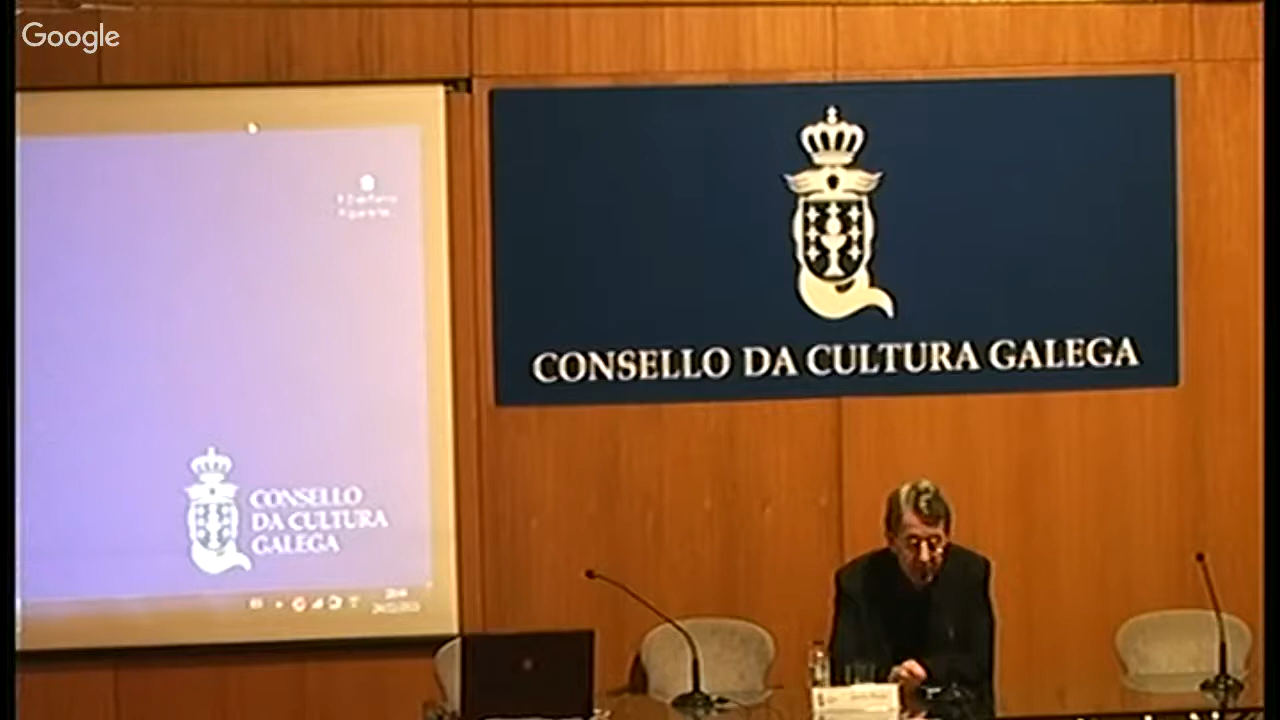 Google
CONSELLO DA CULTURA GALEGA
CONSELLO
DA CULTURA
GALEGA